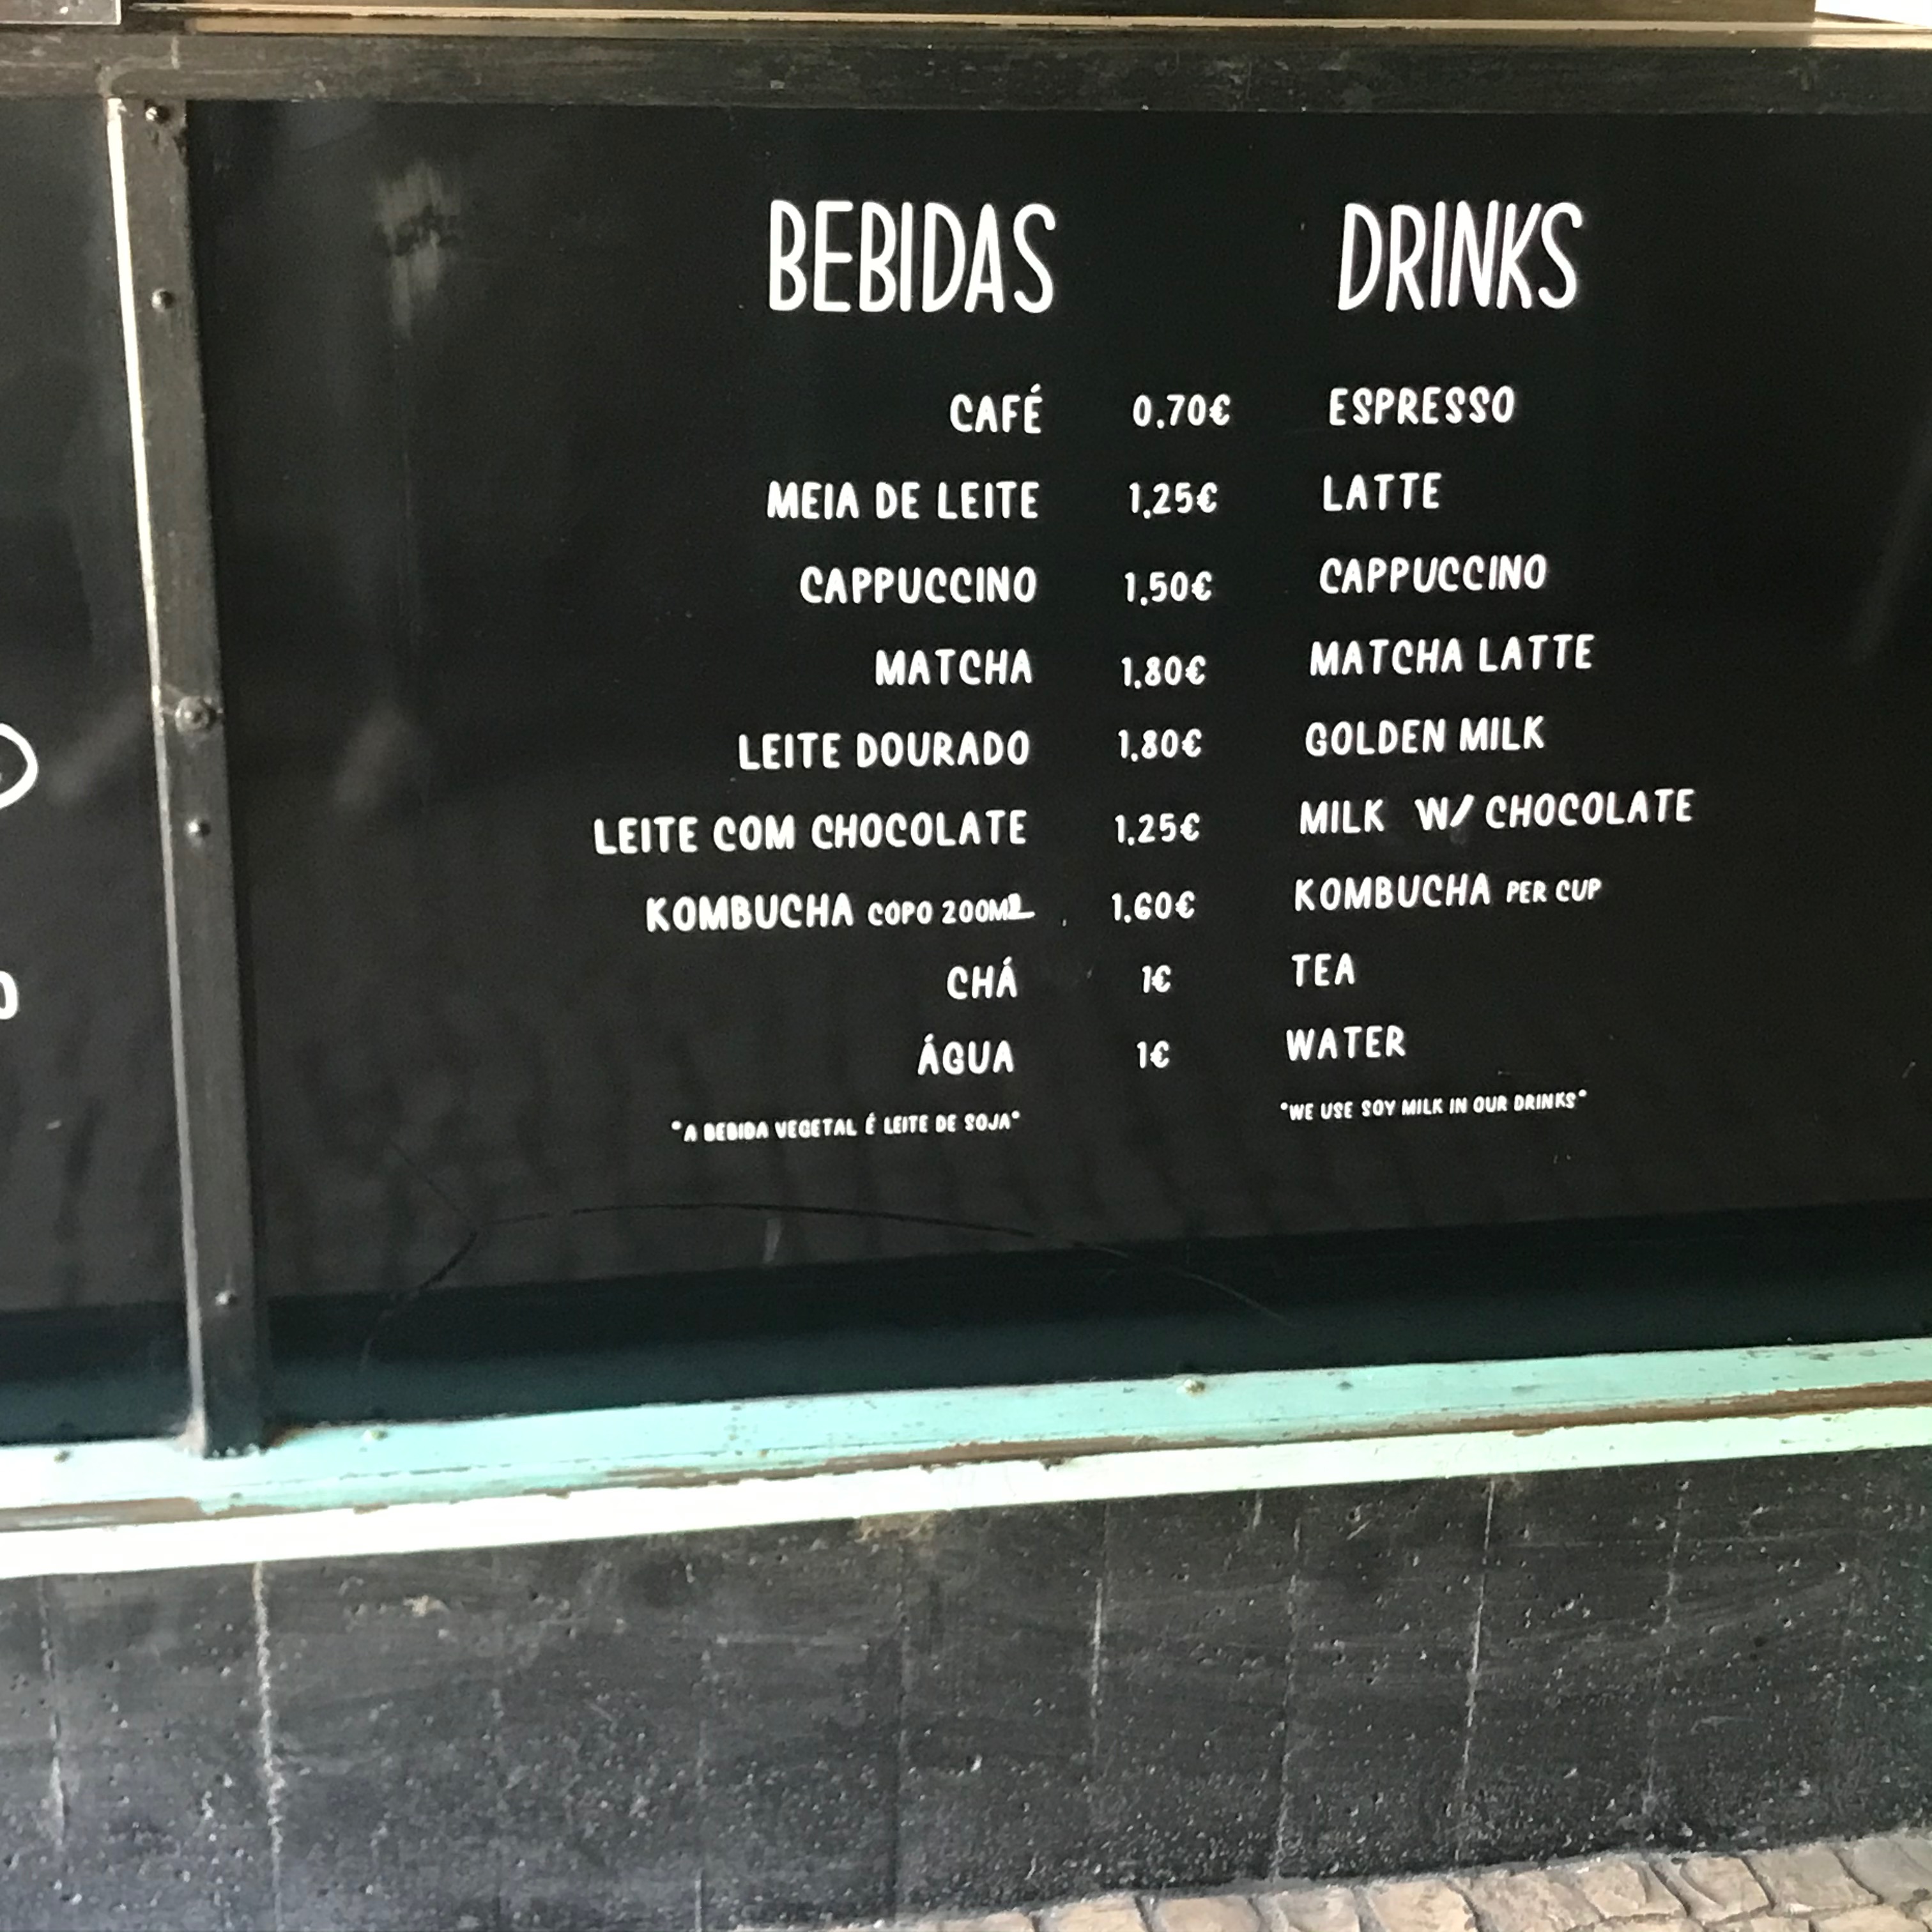 BEBIDAS DRINKS
CAFÉ 0.70€ ESPRESSO
MEIA DE LEITE 1.25€ LATTE
CAPPUCCINO 1.50€ CAPPUCCINO
MATCHA 1.80€ MATCHA LATTE
LEITE DOURADO 1.80€ GOLDEN MILK
LEITE COM CHOCOLATE 1.25€ MILK W/ CHOCOLATE
KOMBUCHA COPO 200ML 1.60€ KOMBUCHA PER CUP
CHÁ 1€ TEA
ÁGUA 1€ WATER
"A BEBIDA VEGETAL É LEITE DE SOJA" "WE USE SOY MILK IN OUR DRINKS"